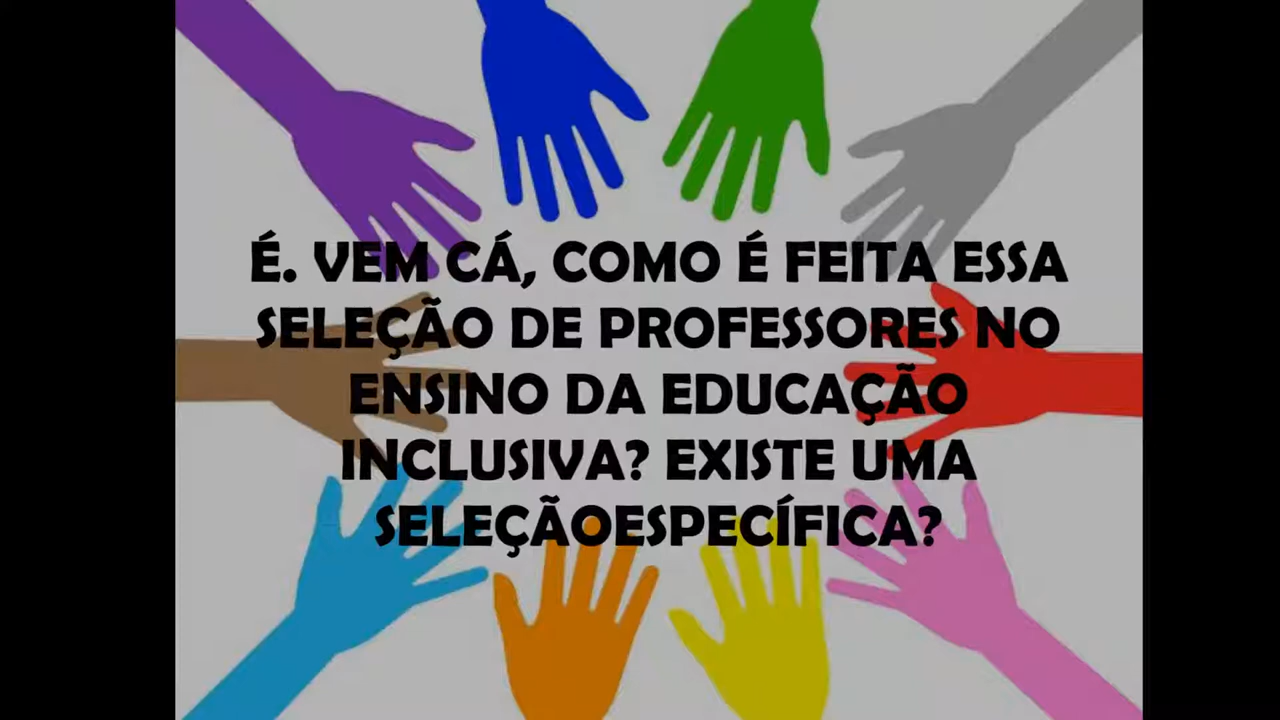 É. VEM CÁ, COMO É FEITA ESSA
SELEÇÃO DE PROFESSORES NO
ENSINO DA EDUCAÇÃO
INCLUSIVA? EXISTE UMA
SELEÇÃOESPECÍFICA?